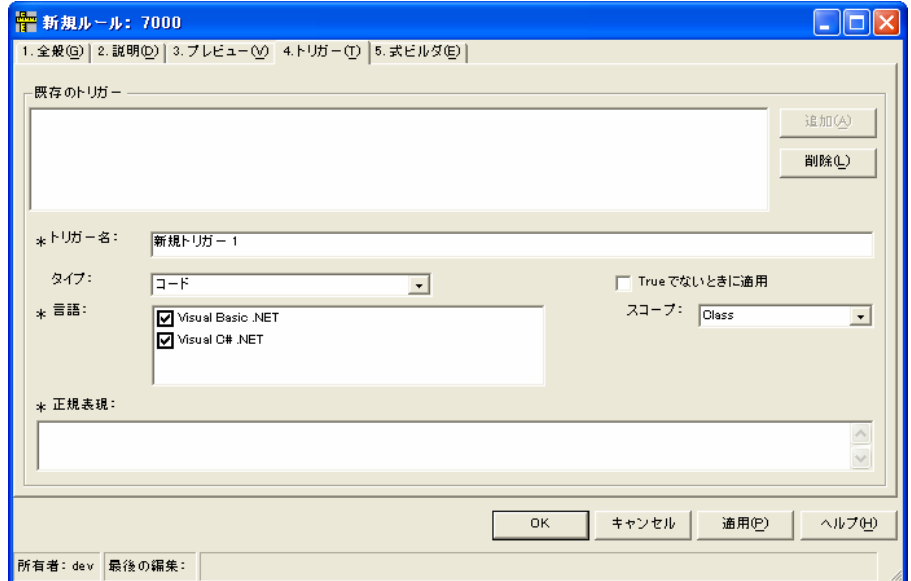 新規ルール: 7000
1.全般(G) 2.説明(D) 3.プレビュー(V) 4.トリガー(T) 5.式ビルダ(E)
既存のトリガー
追加(A)
削除(L)
* トリガー名:
新規トリガー 1
タイプ:
コード
Trueでないときに適用
* 言語:
Visual Basic .NET
Visual C# .NET
スコープ:
Class
* 正規表現:
OK キャンセル 適用(P) ヘルプ(H)
所有者: dev 最後の編集: